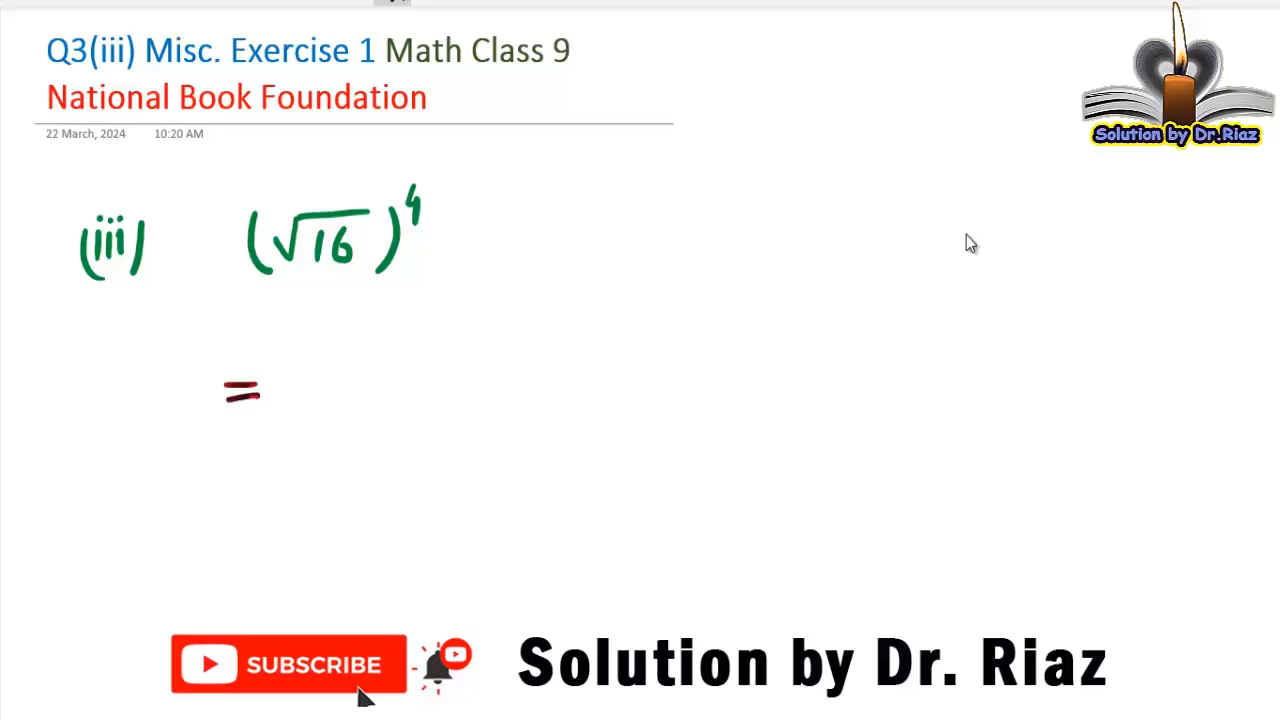 Q3(iii) Misc. Exercise 1 Math Class 9
National Book Foundation
22 March, 2024 10:20 AM
Solution by Dr.Riaz
(iii) (√16)⁴
=
SUBSCRIBE
Solution by Dr. Riaz